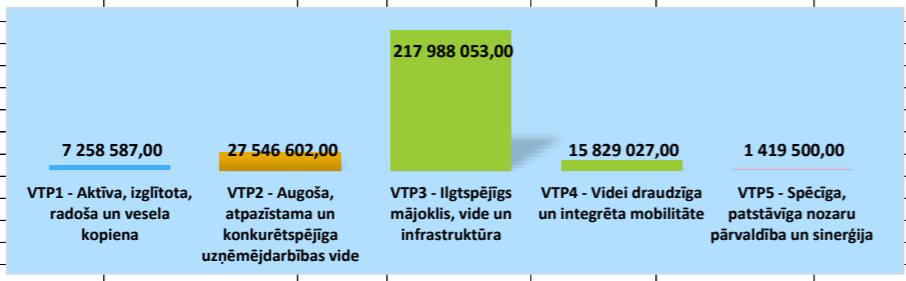 217 988 053,00
7 258 587,00
27 546 602,00
15 829 027,00
1 419 500,00
VTP1 - Aktīva, izglītota,
radoša un vesela
kopiena
VTP2 - Augoša,
atpazīstama un
konkurētspējīga
uzņēmējdarbības vide
VTP3 - Ilgtspējīgs
mājoklis, vide un
infrastruktūra
VTP4 - Videi draudzīga
un integrēta mobilitāte
VTP5 - Spēcīga,
patstāvīga nozaru
pārvaldība un sinerģija